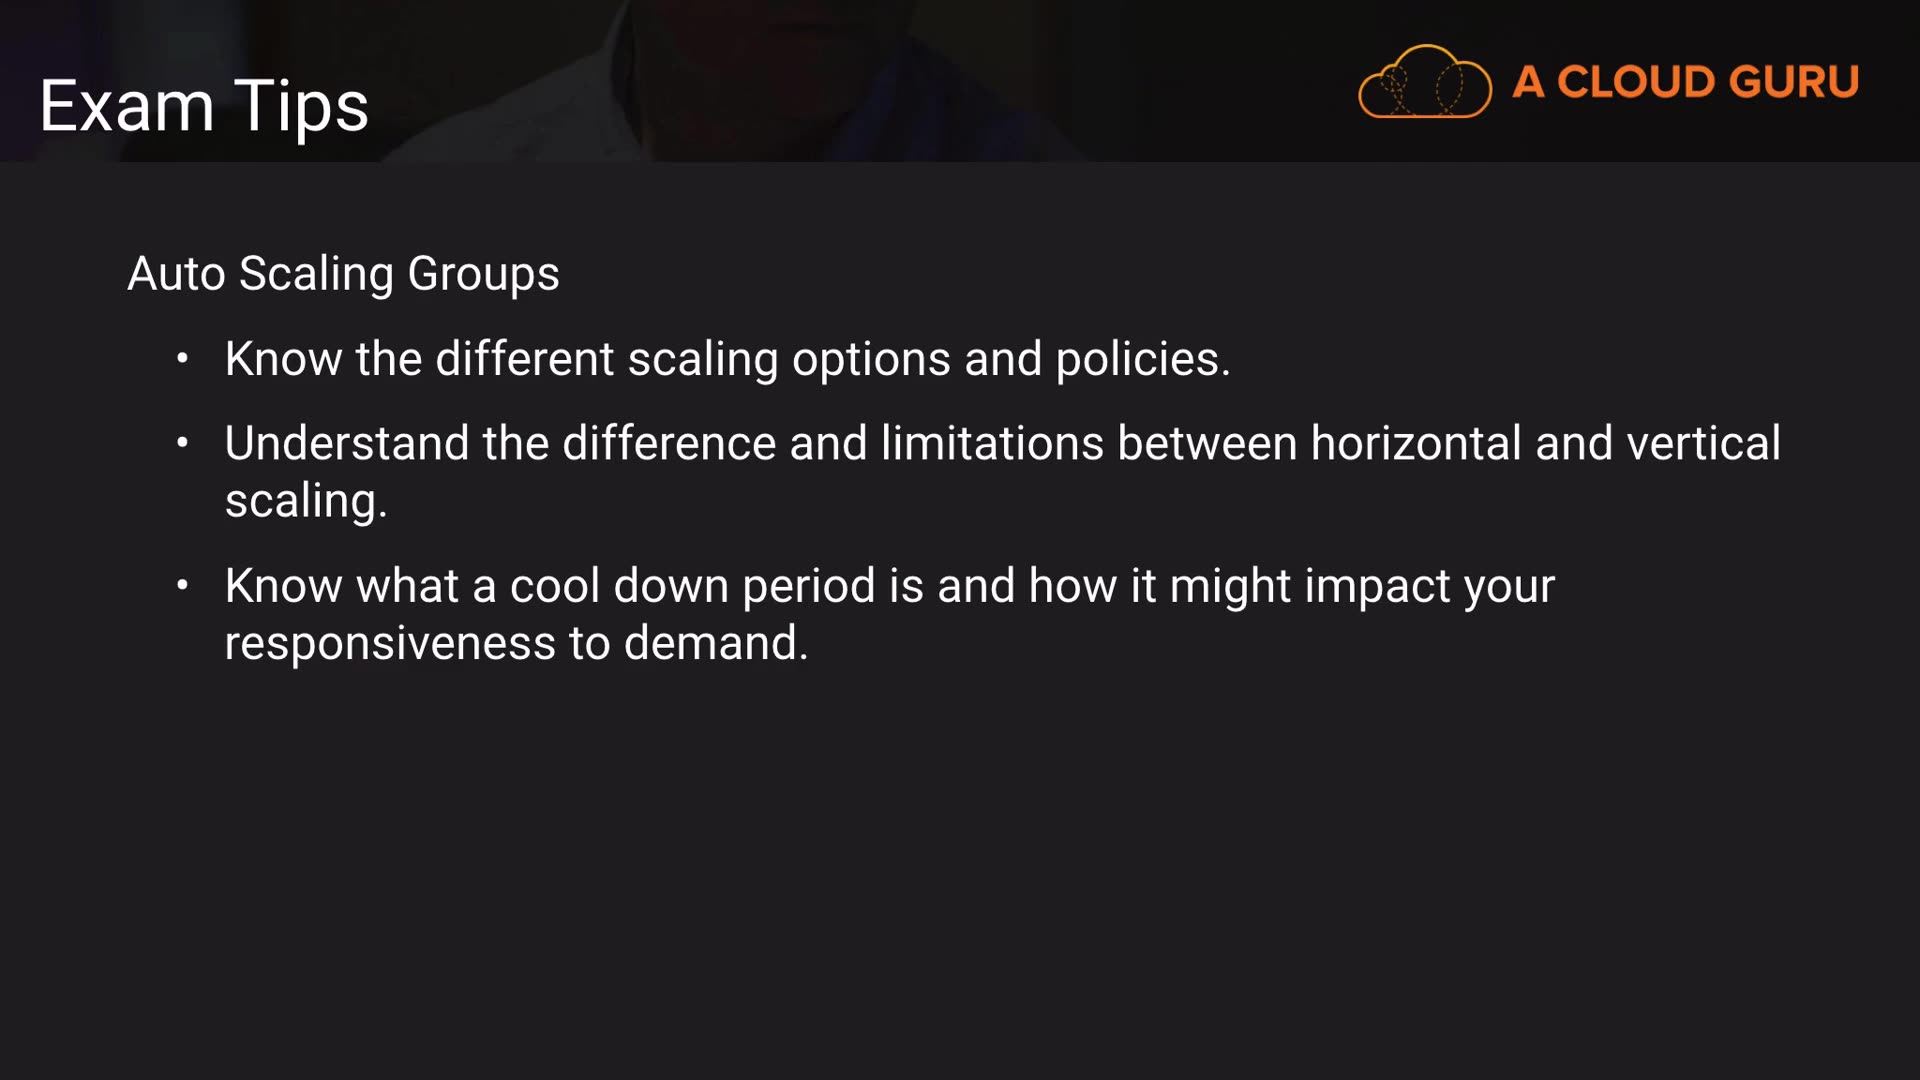 Exam Tips
A CLOUD GURU
Auto Scaling Groups
• Know the different scaling options and policies.
• Understand the difference and limitations between horizontal and vertical
scaling.
• Know what a cool down period is and how it might impact your
responsiveness to demand.